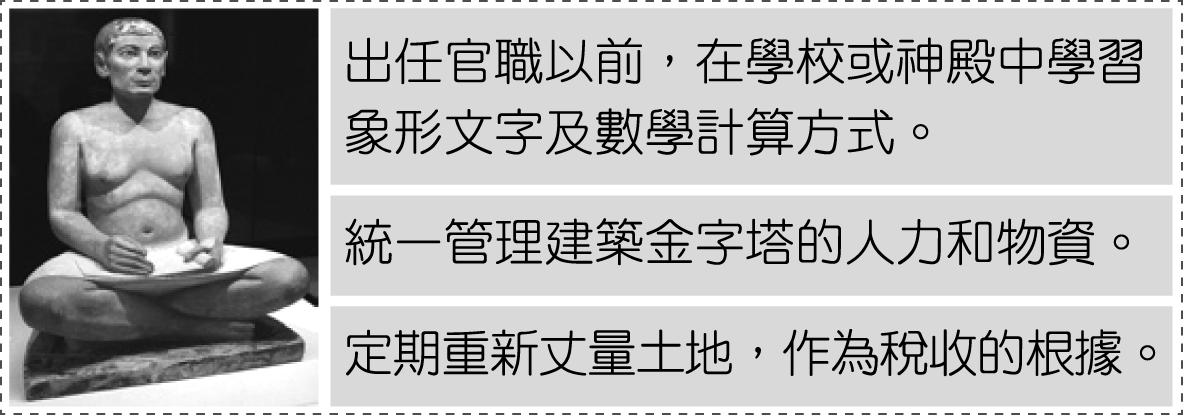 出任官職以前，在學校或神殿中學習
象形文字及數學計算方式。
統一管理建築金字塔的人力和物資。
定期重新丈量土地，作為稅收的根據。